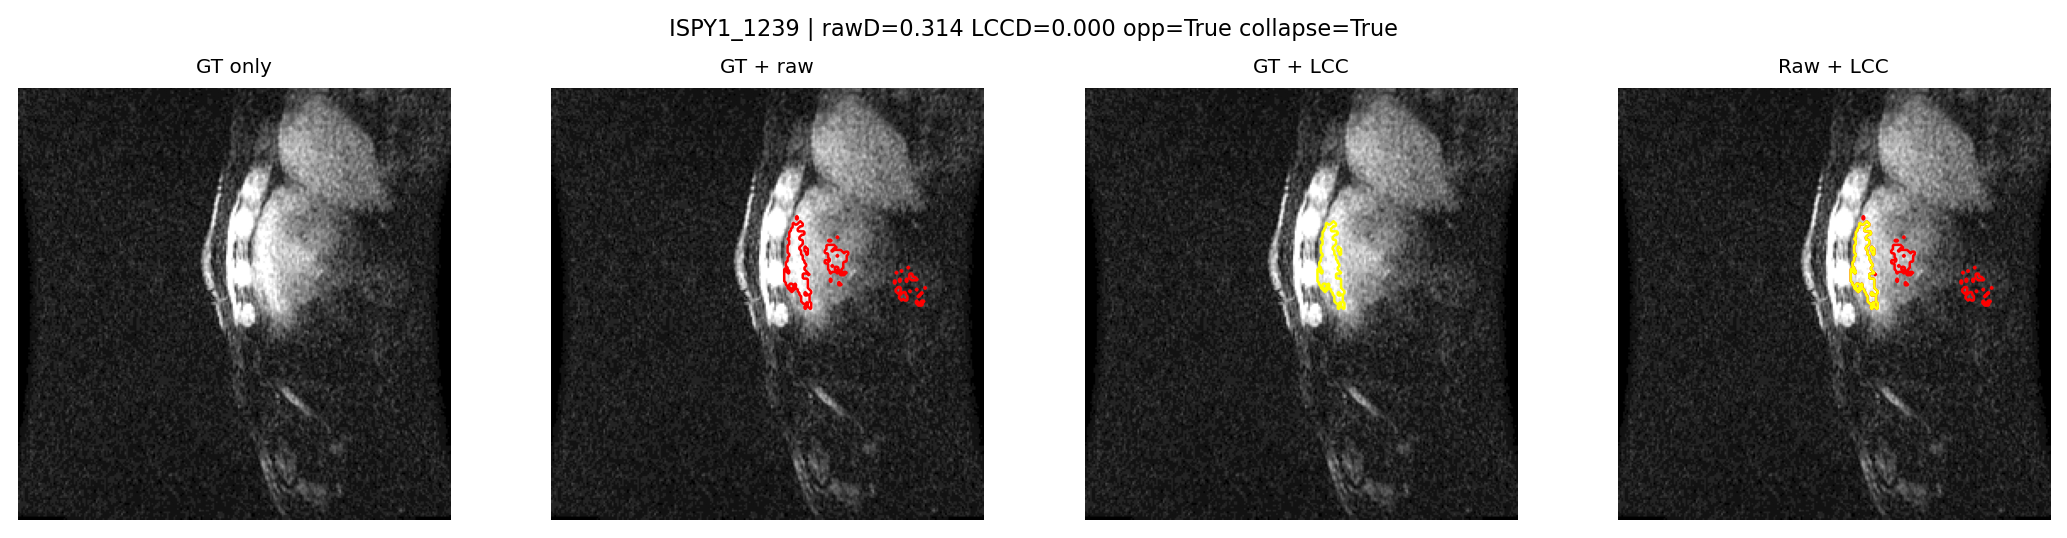 ISPY1_1239 | rawD=0.314 LCCD=0.000 opp=True collapse=True
GT only
GT + raw
GT + LCC
Raw + LCC